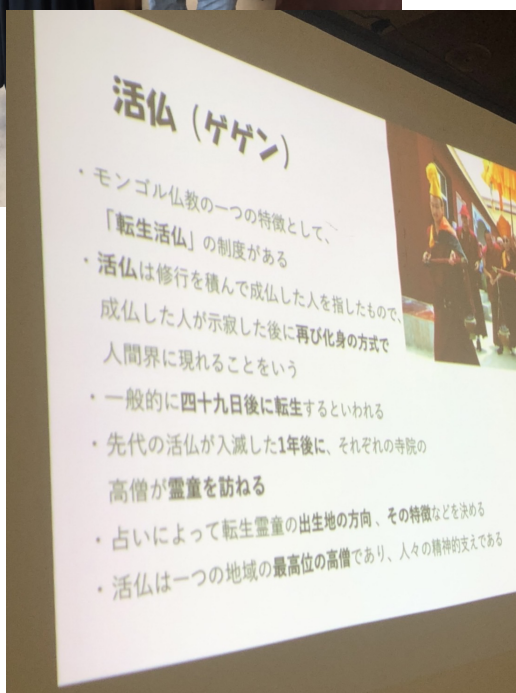 活仏（ゲゲン）
・モンゴル仏教の一つの特徴として、
「転生活仏」の制度がある
・活仏は修行を積んで成仏した人を指したもので、
成仏した人が示寂した後に再び化身の方式で
人間界に現れることをいう
・一般的に四十九日後に転生するといわれる
・先代の活仏が入滅した1年後に、それぞれの寺院の
高僧が霊童を訪ねる
・占いによって転生霊童の出生地の方向、その特徴などを決める
・活仏は一つの地域の最高位の高僧であり、人々の精神的支えである